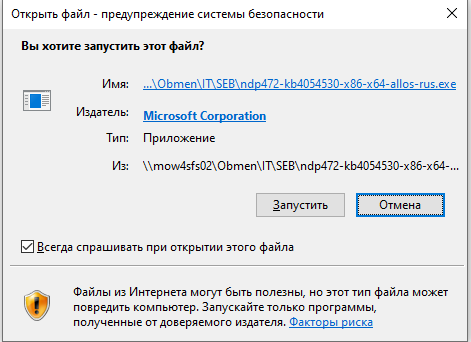 Открыть файл - предупреждение системы безопасности
Вы хотите запустить этот файл?
Имя: ...\Obmen\IT\SEB\ndp472-kb4054530-x86-x64-allos-rus.exe
Издатель: Microsoft Corporation
Тип: Приложение
Из: \\mow4sfs02\Obmen\IT\SEB\ndp472-kb4054530-x86-x64-...
Запустить Отмена
Всегда спрашивать при открытии этого файла
Файлы из Интернета могут быть полезны, но этот тип файла может
повредить компьютер. Запускайте только программы,
полученные от доверяемого издателя. Факторы риска